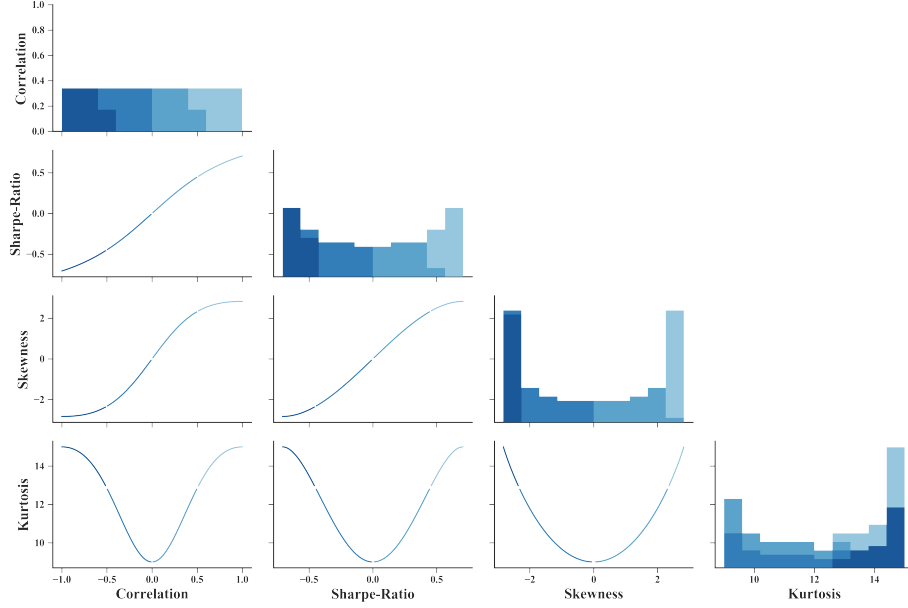 1.0
0.8
0.6
0.4
0.2
0.0
Correlation
0.5
0.0
−0.5
Sharpe-Ratio
2
0
−2
Skewness
14
12
10
Kurtosis
−1.0 −0.5 0.0 0.5 1.0
Correlation
−0.5 0.0 0.5
Sharpe-Ratio
−2 0 2
Skewness
10 12 14
Kurtosis